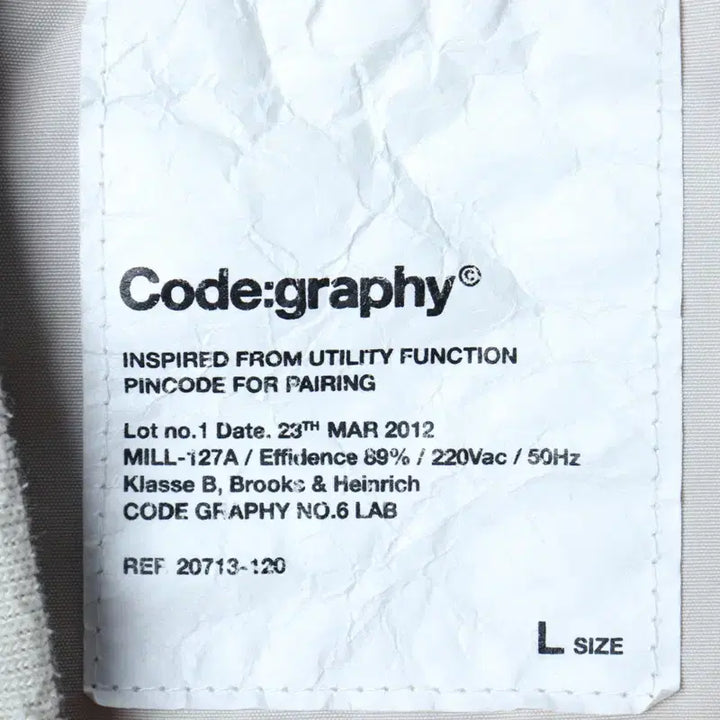 Code:graphy©
INSPIRED FROM UTILITY FUNCTION
PINCODE FOR PAIRING
Lot no.1 Date. 23TH MAR 2012
MILL-127A / Effidence 89% / 220Vac / 50Hz
Klasse B, Brooks & Heinrich
CODE GRAPHY NO.6 LAB
REF 20713-120
L SIZE